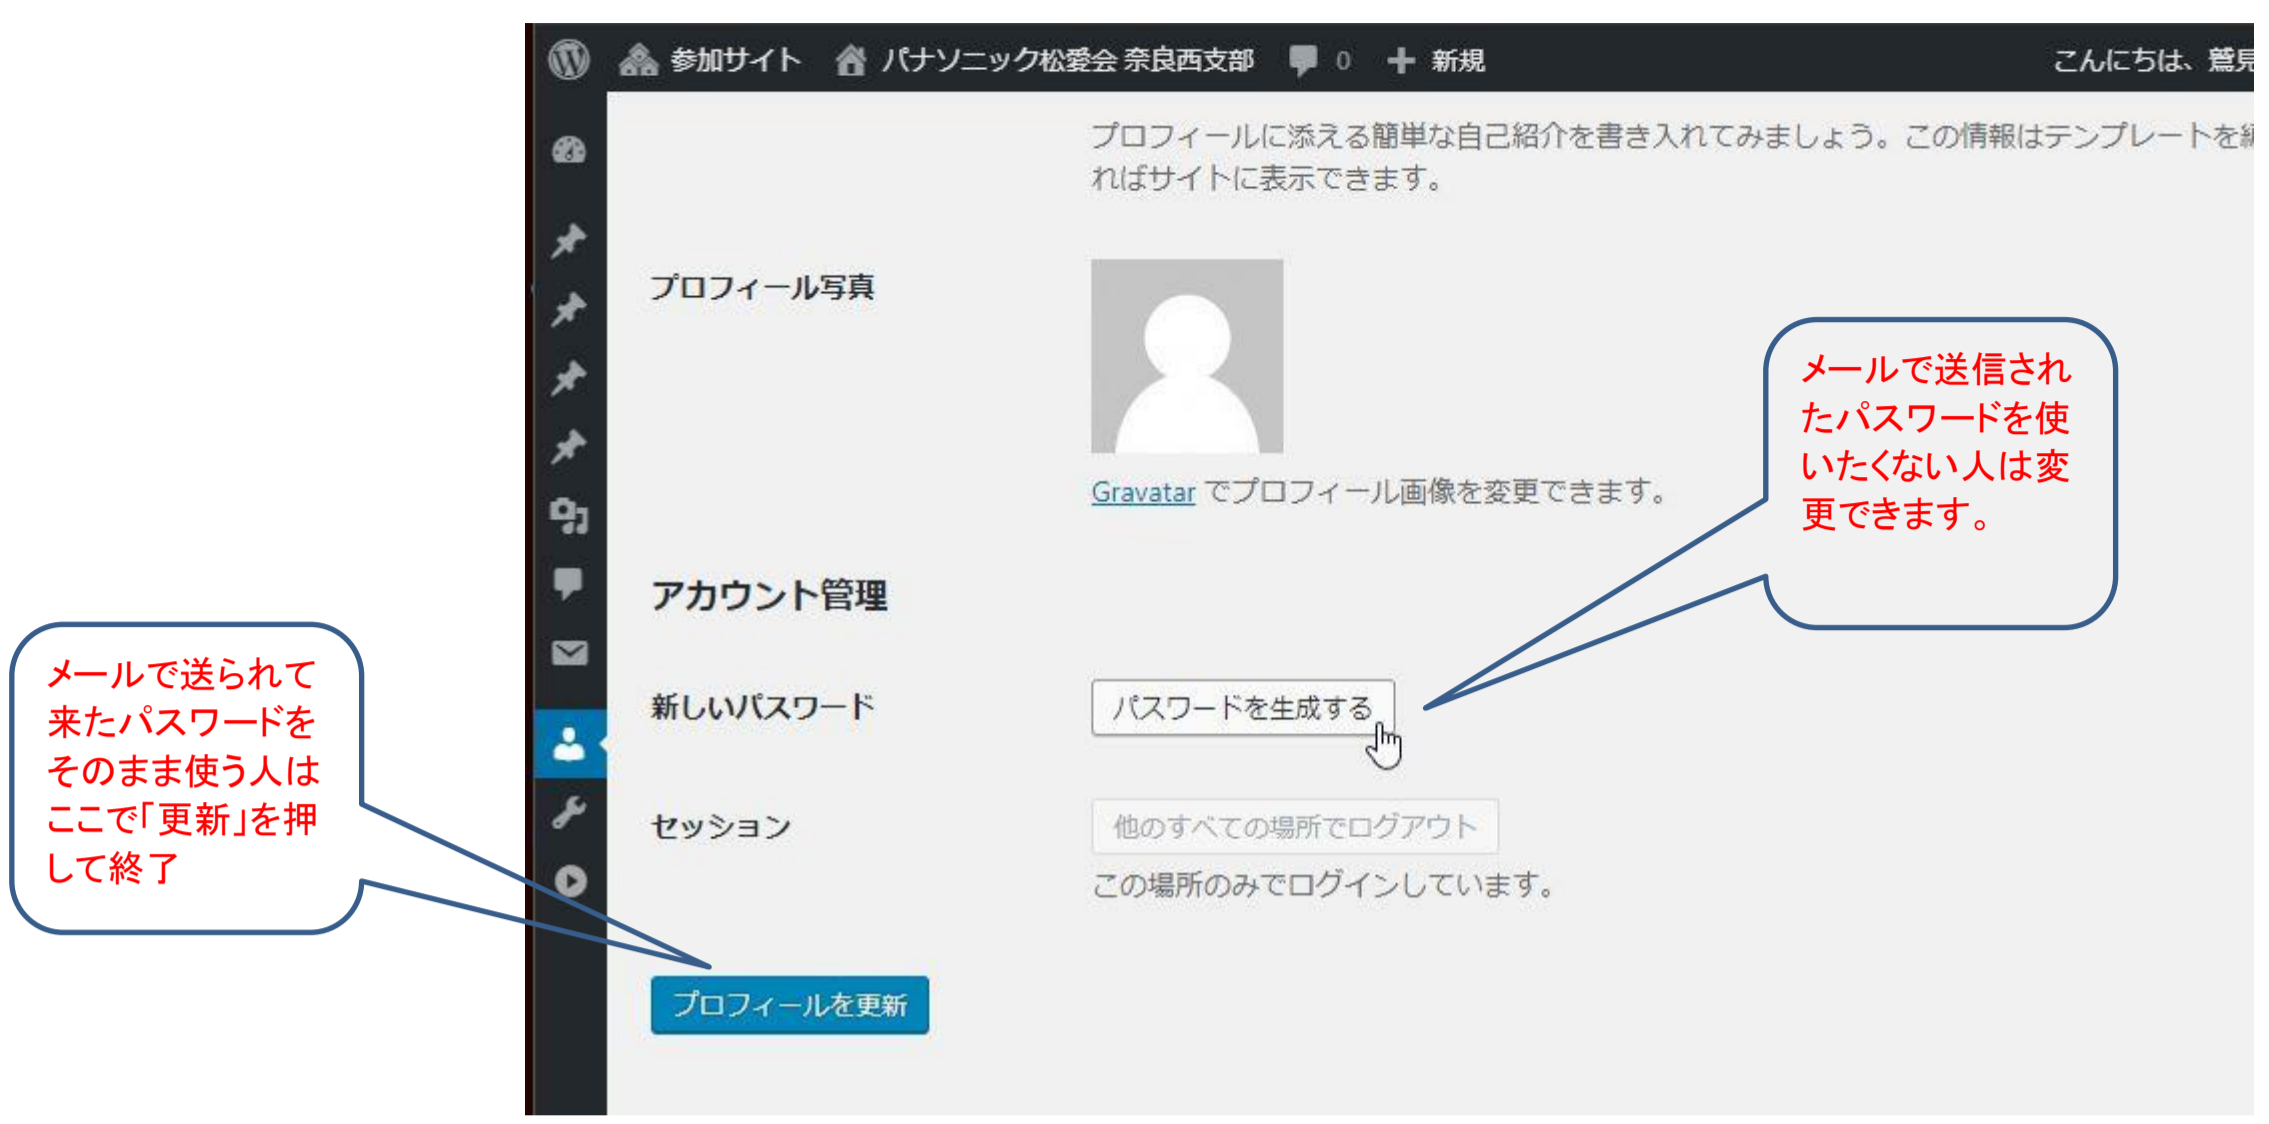 参加サイト パナソニック松愛会 奈良西支部 0 新規 こんにちは、鷲見
プロフィールに添える簡単な自己紹介を書き入れてみましょう。この情報はテンプレートを編
ればサイトに表示できます。
プロフィール写真
Gravatar でプロフィール画像を変更できます。
メールで送信され
たパスワードを使
いたくない人は変
更できます。
アカウント管理
新しいパスワード
パスワードを生成する
セッション
他のすべての場所でログアウト
この場所のみでログインしています。
メールで送られて
来たパスワードを
そのまま使う人は
ここで「更新」を押
して終了
プロフィールを更新